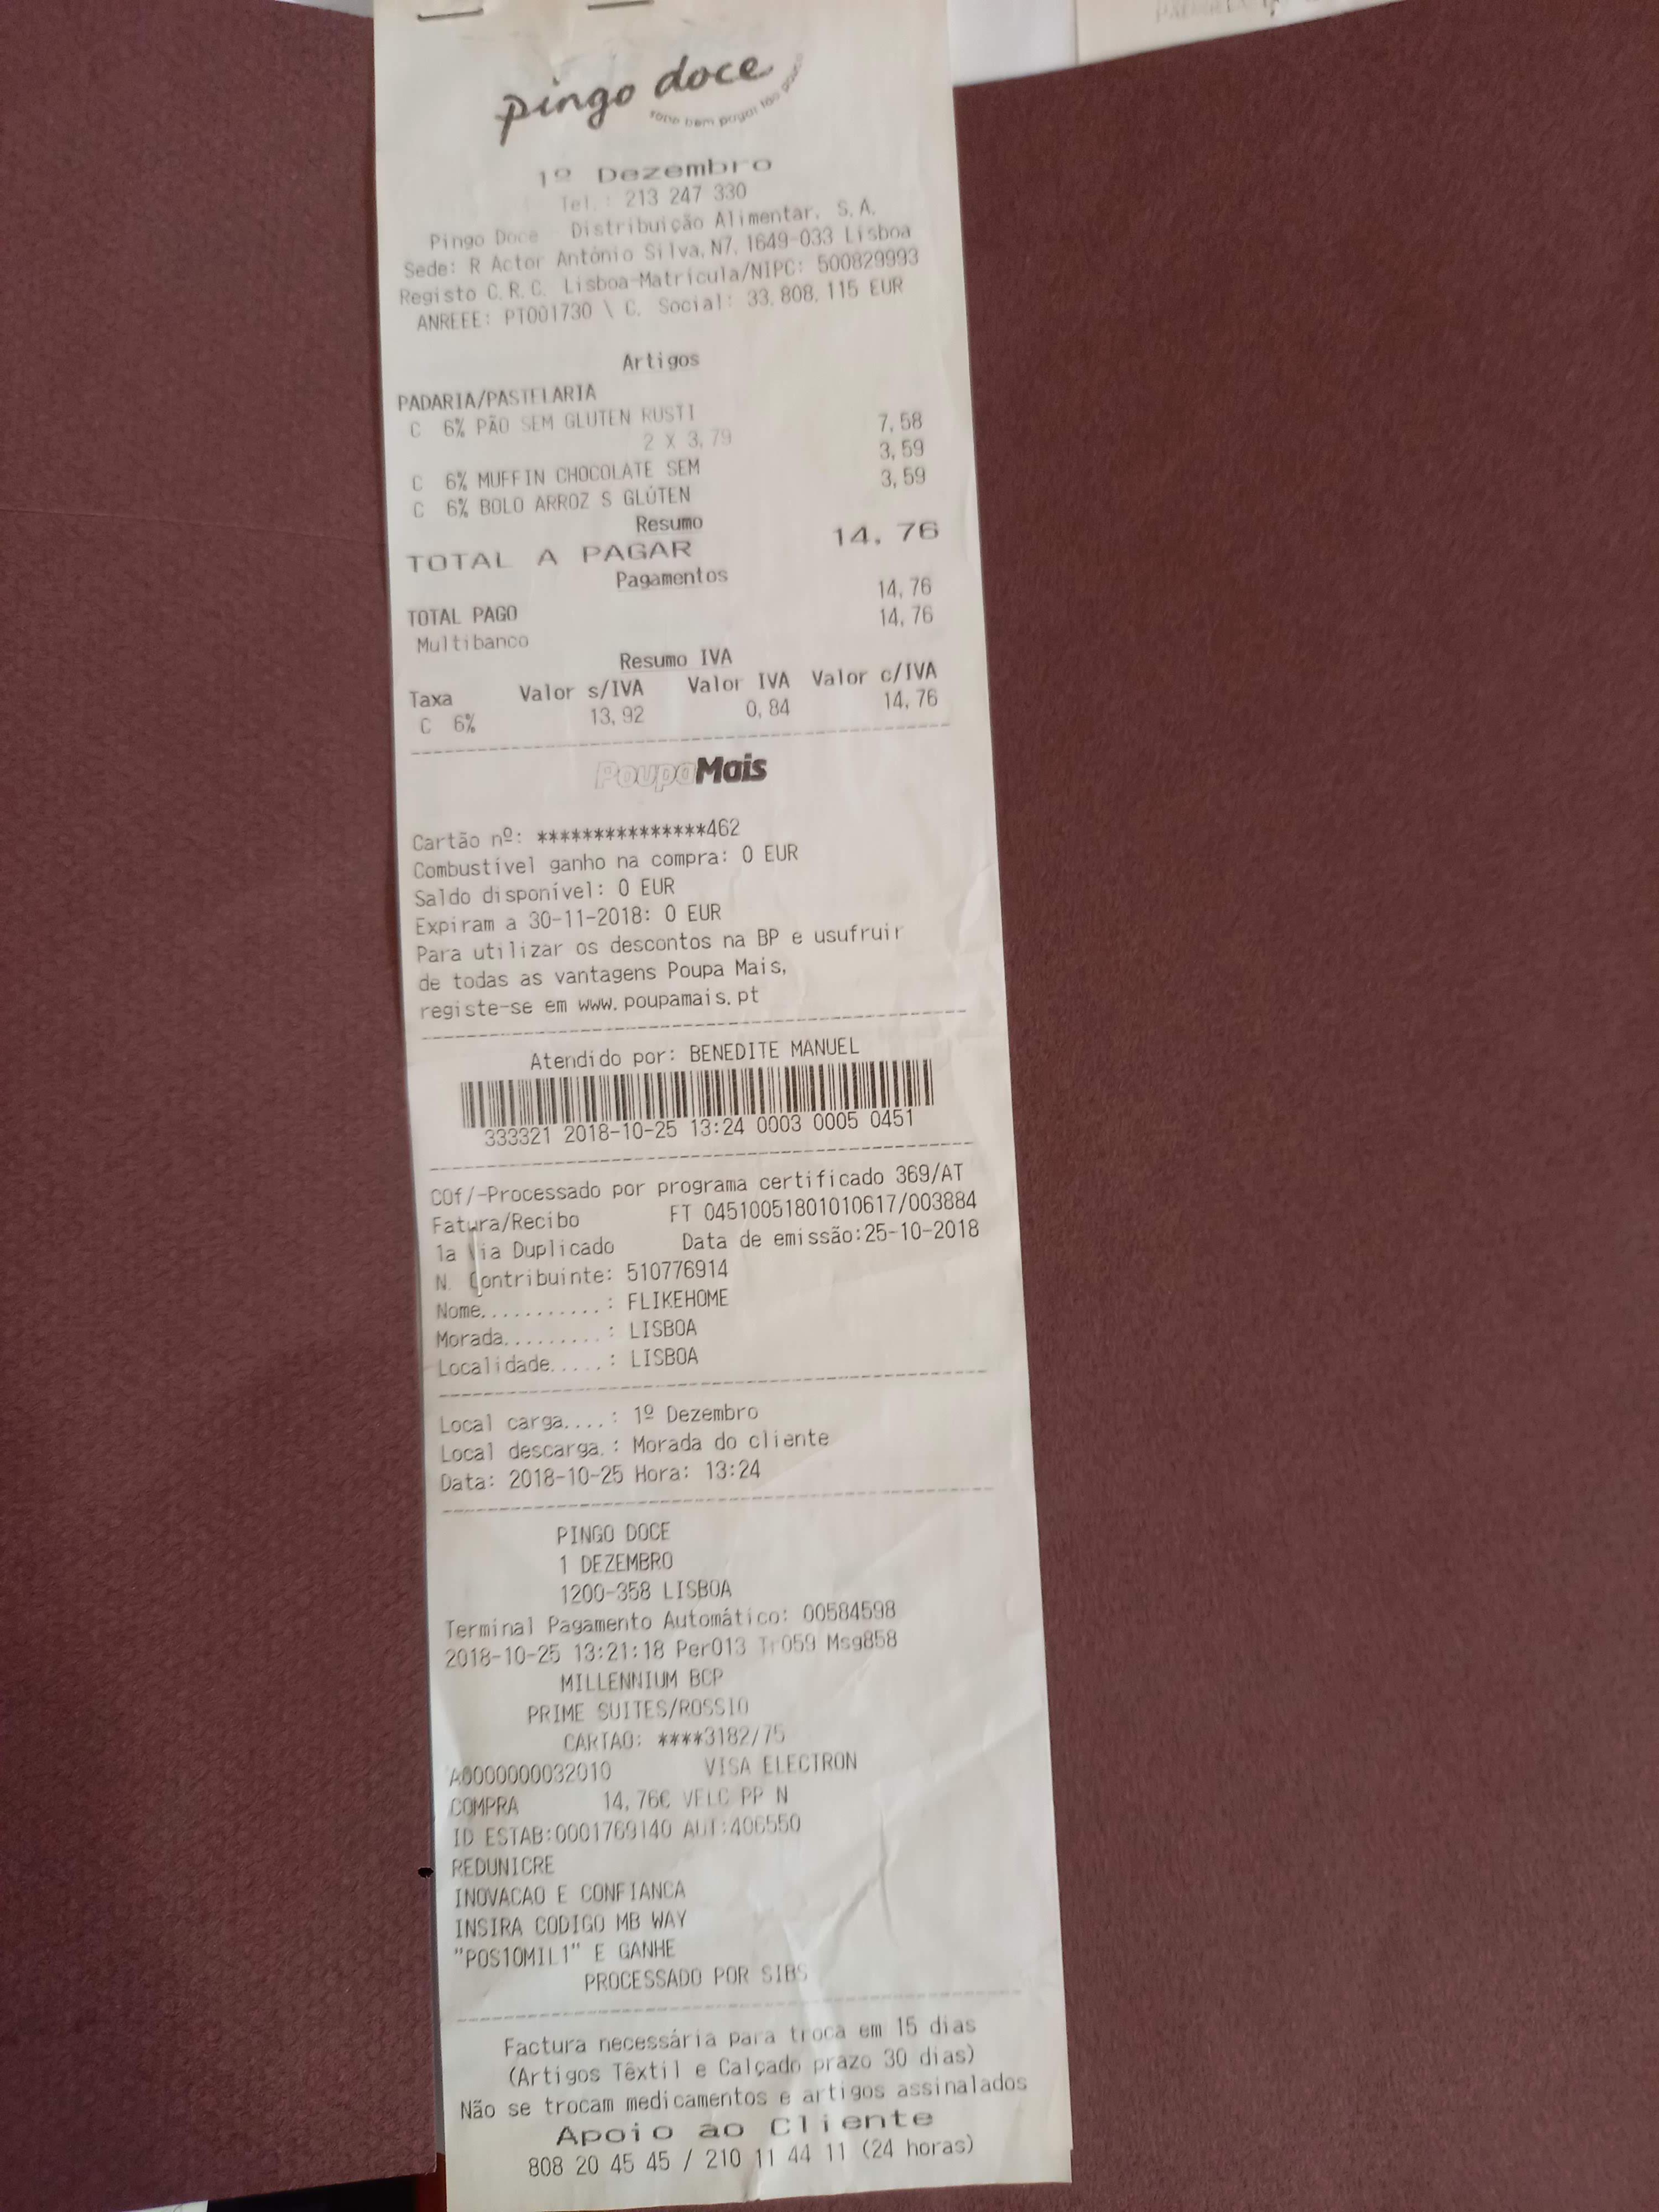 pingo doce
sabe bem pagar tão pouco
1º Dezembro
Tel.: 213 247 330
Pingo Doce - Distribuição Alimentar, S.A.
Sede: R Actor António Silva,N7, 1649-033 Lisboa
Registo C.R.C. Lisboa-Matrícula/NIPC: 500829993
ANREEE: PT001730 \ C. Social: 33.808.115 EUR
Artigos
PADARIA/PASTELARIA
C 6% PÃO SEM GLUTEN RUSTI
2 X 3,79 7,58
C 6% MUFFIN CHOCOLATE SEM 3,59
C 6% BOLO ARROZ S GLÚTEN 3,59
Resumo
TOTAL A PAGAR 14,76
Pagamentos
TOTAL PAGO 14,76
Multibanco 14,76
Resumo IVA
Taxa Valor s/IVA Valor IVA Valor c/IVA
C 6% 13,92 0,84 14,76
PoupaMais
Cartão nº: ***************462
Combustível ganho na compra: 0 EUR
Saldo disponível: 0 EUR
Expiram a 30-11-2018: 0 EUR
Para utilizar os descontos na BP e usufruir
de todas as vantagens Poupa Mais,
registe-se em www.poupamais.pt
Atendido por: BENEDITE MANUEL
333321 2018-10-25 13:24 0003 0005 0451
COf/-Processado por programa certificado 369/AT
Fatura/Recibo FT 04510051801010617/003884
1a Via Duplicado Data de emissão:25-10-2018
N. Contribuinte: 510776914
Nome...........: FLIKEHOME
Morada.........: LISBOA
Localidade.....: LISBOA
Local carga....: 1º Dezembro
Local descarga.: Morada do cliente
Data: 2018-10-25 Hora: 13:24
PINGO DOCE
1 DEZEMBRO
1200-358 LISBOA
Terminal Pagamento Automático: 00584598
2018-10-25 13:21:18 Per013 Tr059 Msg858
MILLENNIUM BCP
PRIME SUITES/ROSSIO
CARTAO: ****3182/75
A0000000032010 VISA ELECTRON
COMPRA 14,76€ VELC PP N
ID ESTAB:0001769140 AUT:406550
REDUNICRE
INOVACAO E CONFIANCA
INSIRA CODIGO MB WAY
"POS10MIL1" E GANHE
PROCESSADO POR SIBS
Factura necessária para troca em 15 dias
(Artigos Têxtil e Calçado prazo 30 dias)
Não se trocam medicamentos e artigos assinalados
Apoio ao Cliente
808 20 45 45 / 210 11 44 11 (24 horas)